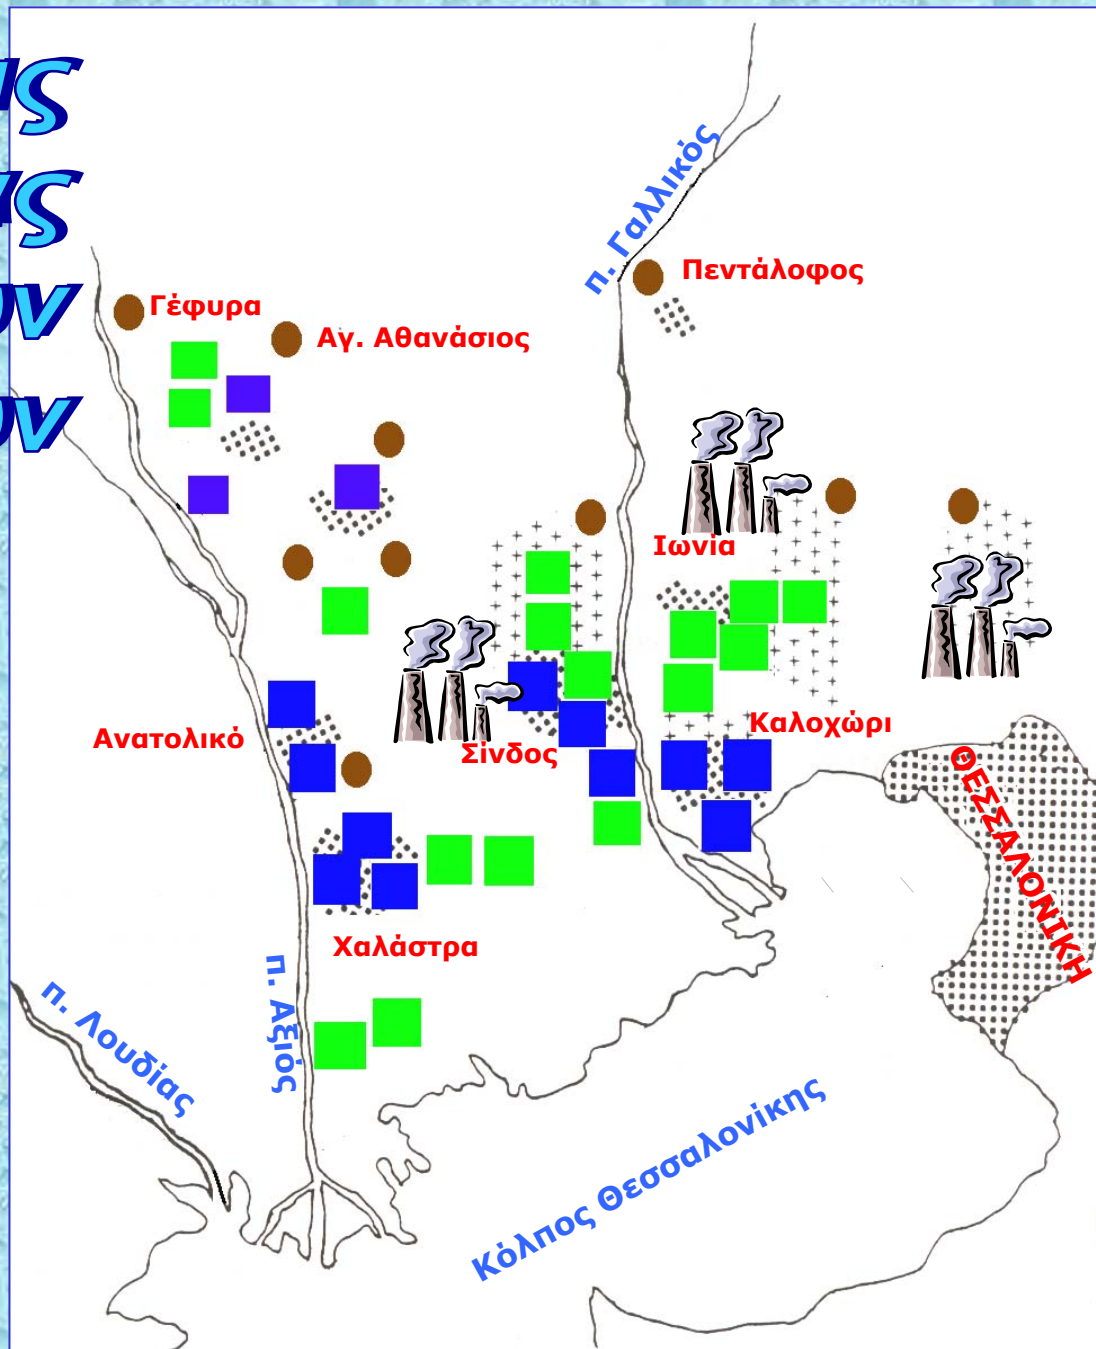 π. Γαλλικός
Πεντάλοφος
Γέφυρα
Αγ. Αθανάσιος
Ιωνία
Καλοχώρι
Ανατολικό
Σίνδος
ΘΕΣΣΑΛΟΝΙΚΗ
Χαλάστρα
π. Αξιός
π. Λουδίας
Κόλπος Θεσσαλονίκης